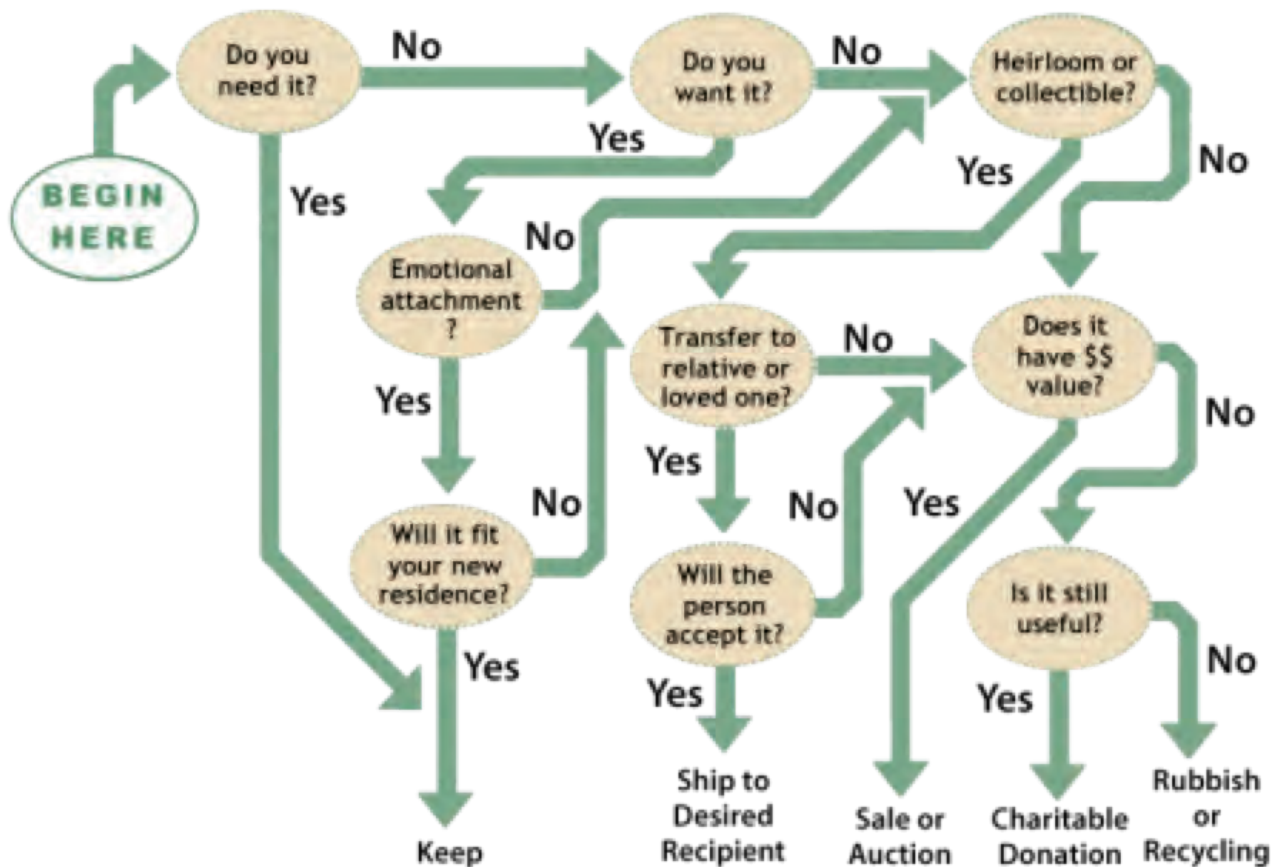 BEGIN
HERE
Do you
need it?
No
Do you
want it?
No
Heirloom or
collectible?
Yes
Yes
Yes
No
Emotional
attachment
?
No
Transfer to
relative or
loved one?
No
Does it
have $$
value?
Yes
Yes
No
Will it fit
your new
residence?
No
Will the
person
accept it?
No
Yes
Is it still
useful?
Yes
Yes
Yes
No
Keep
Ship to
Desired
Recipient
Sale or
Auction
Charitable
Donation
Rubbish
or
Recycling